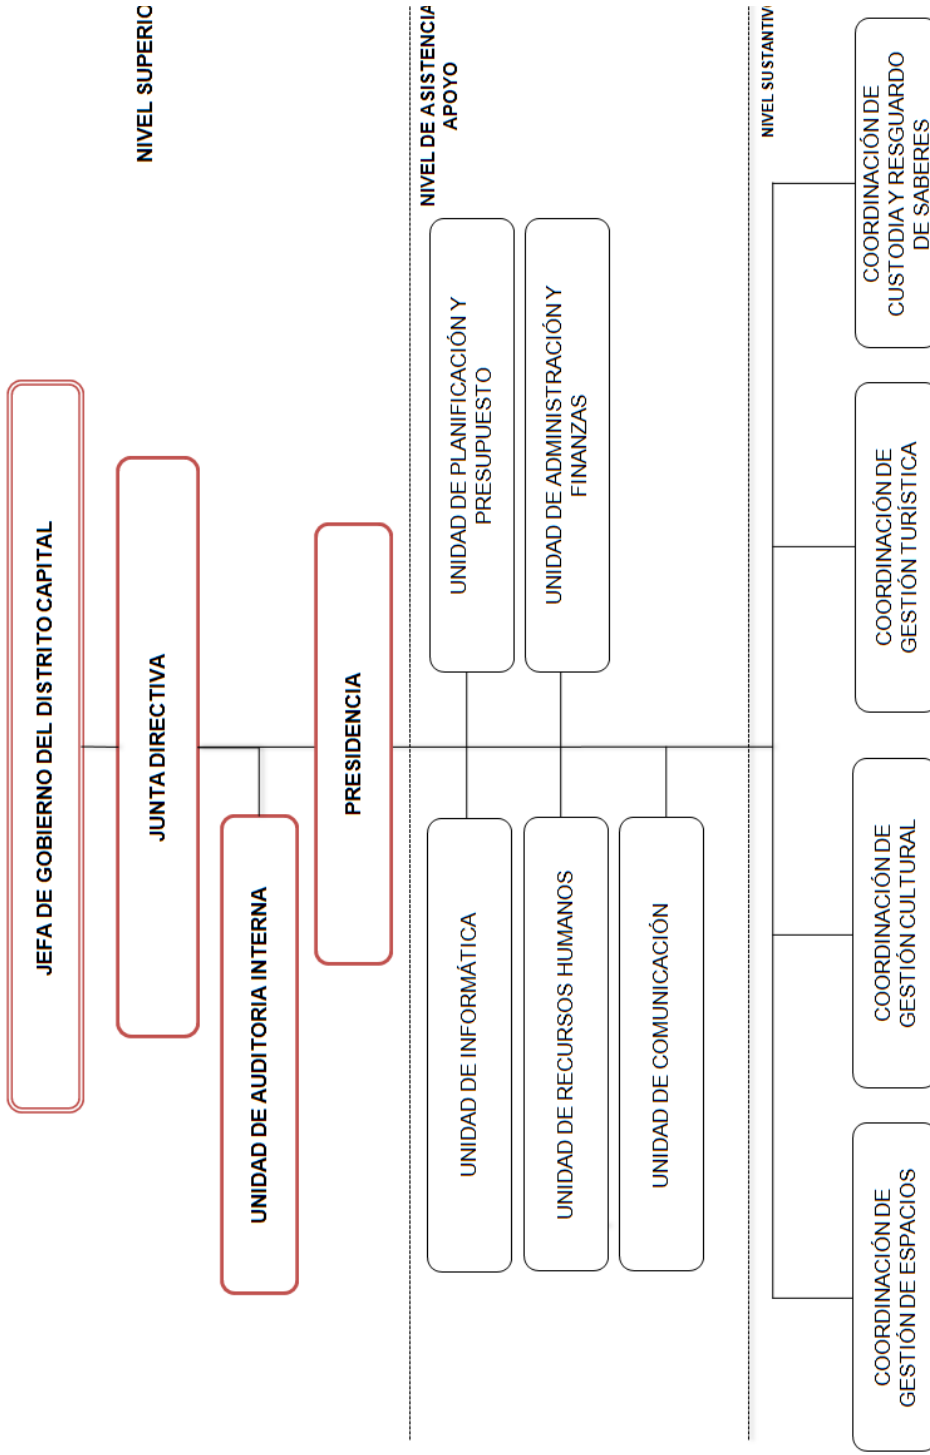 JEFA DE GOBIERNO DEL DISTRITO CAPITAL
NIVEL SUPERIO
JUNTA DIRECTIVA
UNIDAD DE AUDITORIA INTERNA
PRESIDENCIA
NIVEL DE ASISTENCIA
APOYO
UNIDAD DE INFORMÁTICA
UNIDAD DE PLANIFICACIÓN Y
PRESUPUESTO
UNIDAD DE RECURSOS HUMANOS
UNIDAD DE ADMINISTRACIÓN Y
FINANZAS
UNIDAD DE COMUNICACIÓN
NIVEL SUSTANTIV
COORDINACIÓN DE
GESTIÓN DE ESPACIOS
COORDINACIÓN DE
GESTIÓN CULTURAL
COORDINACIÓN DE
GESTIÓN TURÍSTICA
COORDINACIÓN DE
CUSTODIA Y RESGUARDO
DE SABERES